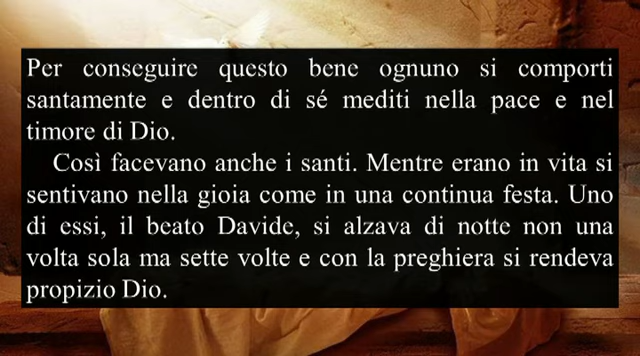 Per conseguire questo bene ognuno si comporti
santamente e dentro di sé mediti nella pace e nel
timore di Dio.
Così facevano anche i santi. Mentre erano in vita si
sentivano nella gioia come in una continua festa. Uno
di essi, il beato Davide, si alzava di notte non una
volta sola ma sette volte e con la preghiera si rendeva
propizio Dio.